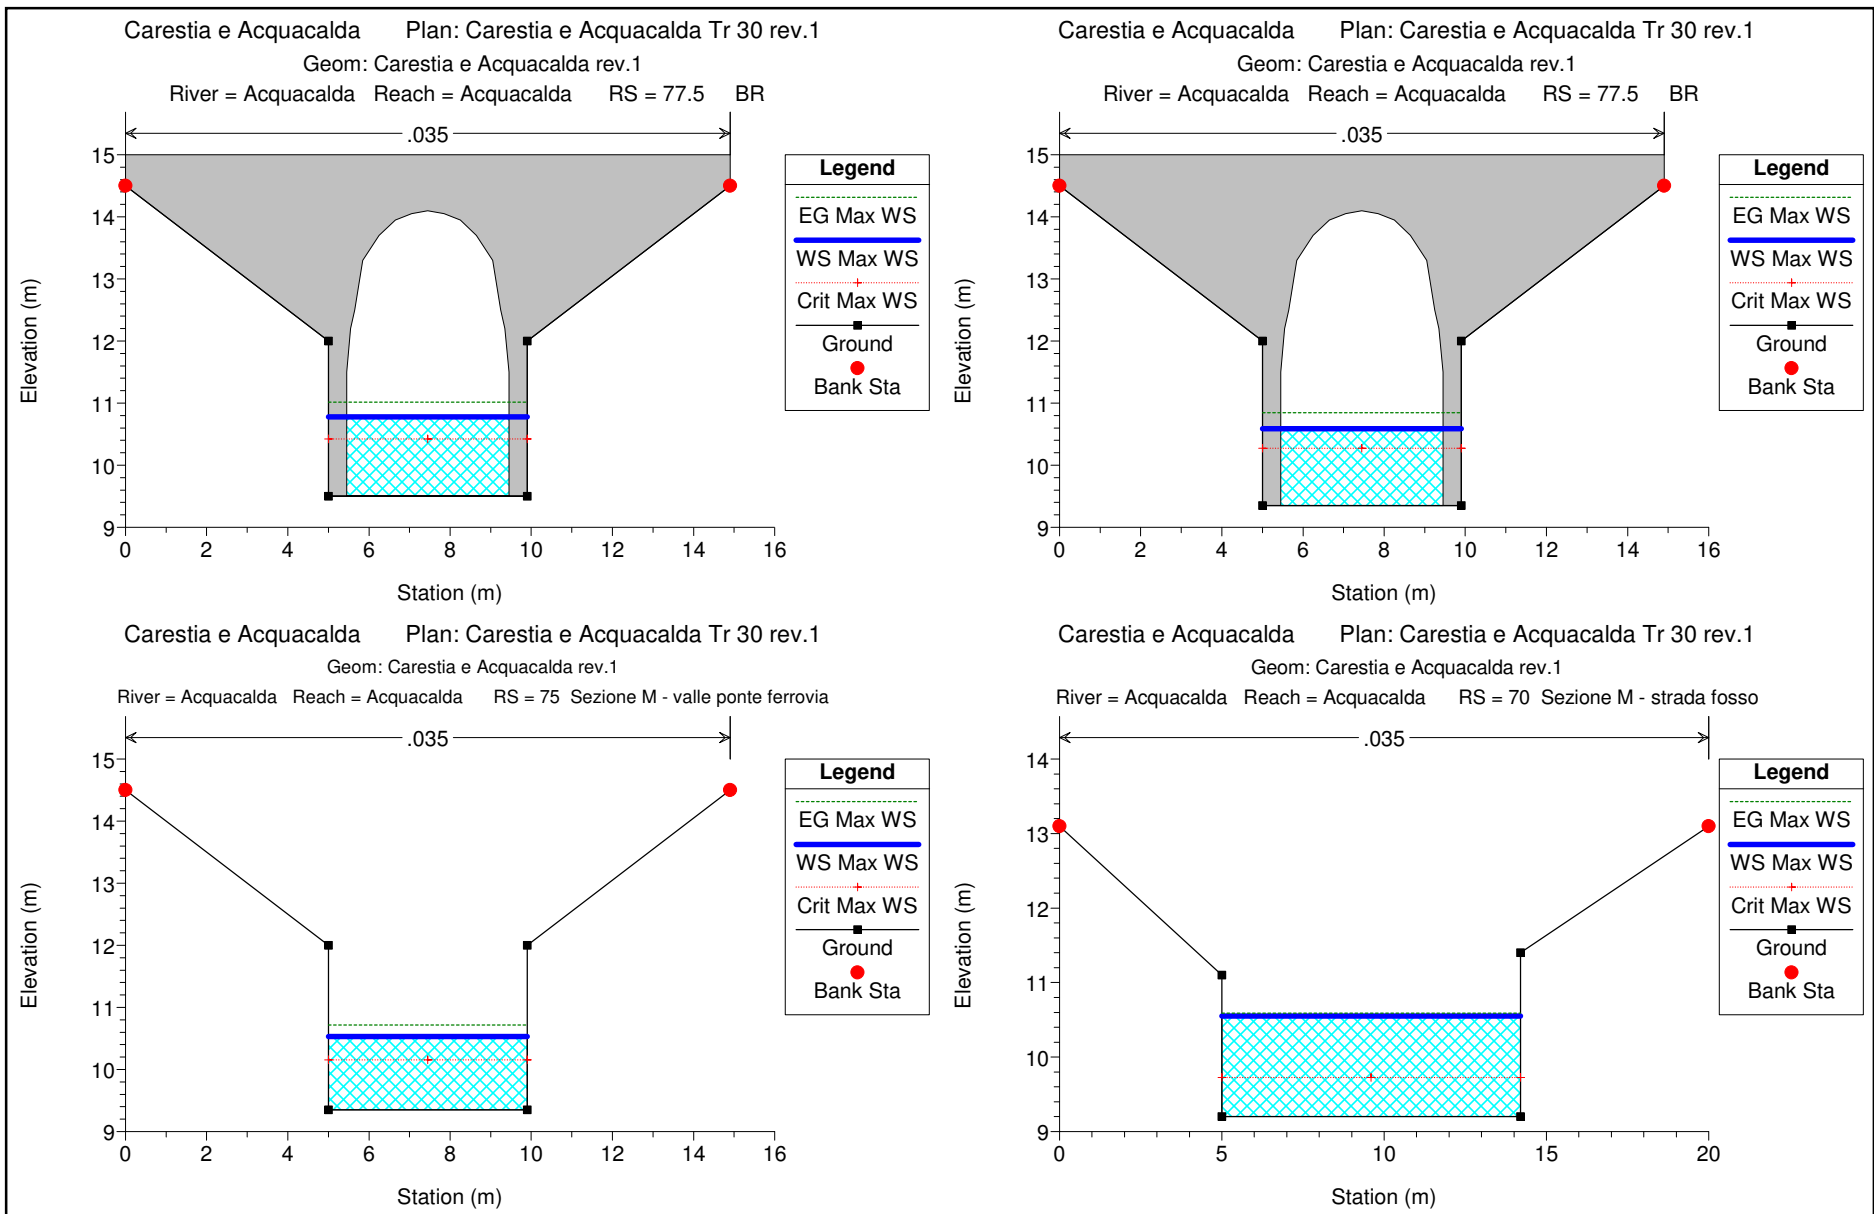 Carestia e Acquacalda Plan: Carestia e Acquacalda Tr 30 rev.1
Geom: Carestia e Acquacalda rev.1
River = Acquacalda Reach = Acquacalda RS = 77.5 BR
.035
15
14
13
12
11
10
9
Elevation (m)
0 2 4 6 8 10 12 14 16
Station (m)
Legend
EG Max WS
WS Max WS
Crit Max WS
Ground
Bank Sta
Carestia e Acquacalda Plan: Carestia e Acquacalda Tr 30 rev.1
Geom: Carestia e Acquacalda rev.1
River = Acquacalda Reach = Acquacalda RS = 77.5 BR
.035
15
14
13
12
11
10
9
Elevation (m)
0 2 4 6 8 10 12 14 16
Station (m)
Legend
EG Max WS
WS Max WS
Crit Max WS
Ground
Bank Sta
Carestia e Acquacalda Plan: Carestia e Acquacalda Tr 30 rev.1
Geom: Carestia e Acquacalda rev.1
River = Acquacalda Reach = Acquacalda RS = 75 Sezione M - valle ponte ferrovia
.035
15
14
13
12
11
10
9
Elevation (m)
0 2 4 6 8 10 12 14 16
Station (m)
Legend
EG Max WS
WS Max WS
Crit Max WS
Ground
Bank Sta
Carestia e Acquacalda Plan: Carestia e Acquacalda Tr 30 rev.1
Geom: Carestia e Acquacalda rev.1
River = Acquacalda Reach = Acquacalda RS = 70 Sezione M - strada fosso
.035
14
13
12
11
10
9
Elevation (m)
0 5 10 15 20
Station (m)
Legend
EG Max WS
WS Max WS
Crit Max WS
Ground
Bank Sta